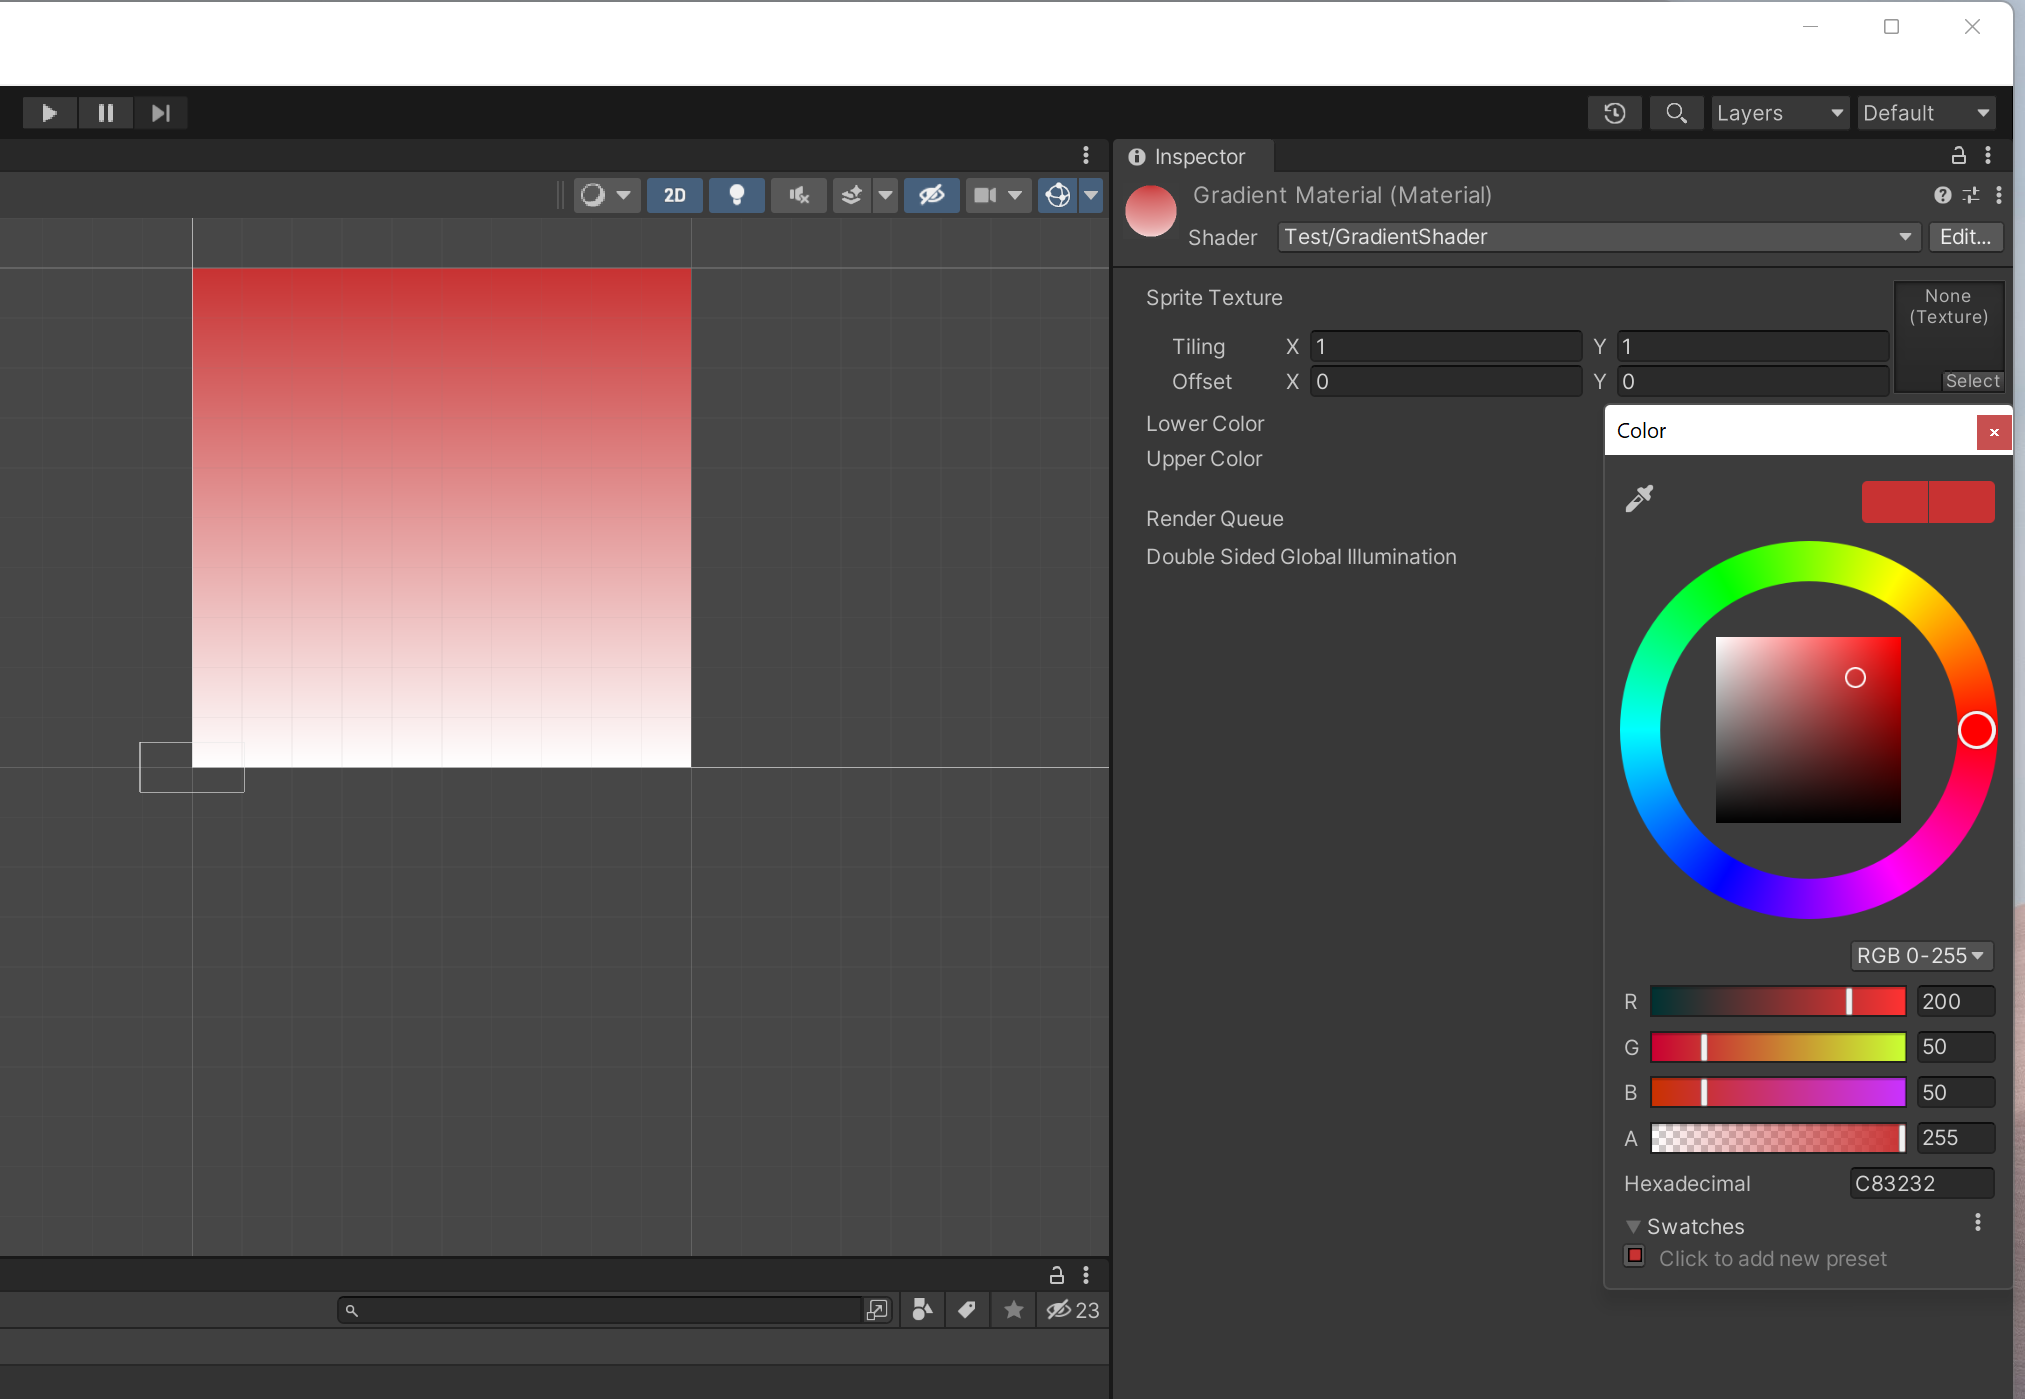 Layers
Default
Inspector
2D
Gradient Material (Material)
Shader
Test/GradientShader
Edit...
Sprite Texture
None
(Texture)
Tiling X 1 Y 1
Offset X 0 Y 0
Select
Lower Color
Upper Color
Color
Render Queue
Double Sided Global Illumination
RGB 0-255
R 200
G 50
B 50
A 255
Hexadecimal C83232
Swatches
Click to add new preset
23